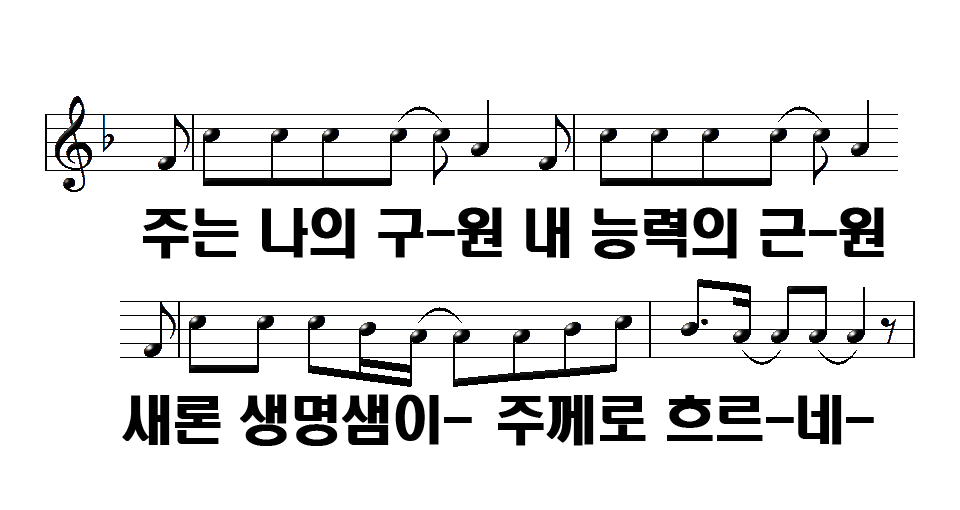 주는 나의 구-원 내 능력의 근-원
새론 생명샘이- 주께로 흐르-네-